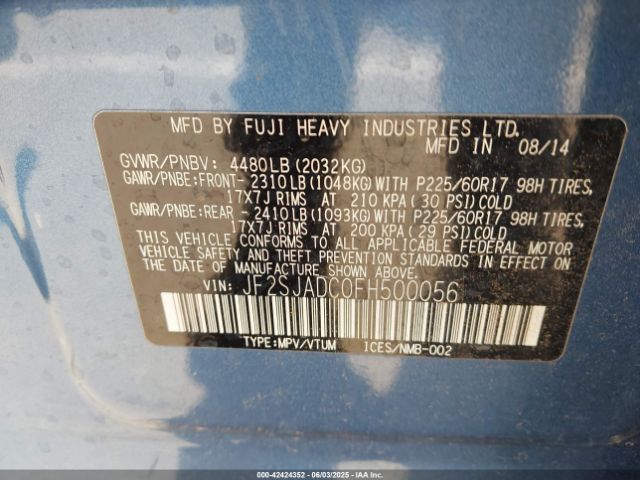 MFD BY FUJI HEAVY INDUSTRIES LTD.
MFD IN 08/14
GVWR/PNBV: 4480LB(2032KG)
GAWR/PNBE:FRONT-2310LB(1048KG)WITH P225/60R17 98H TIRES,
17X7J RIMS AT 210 KPA(30 PSI)COLD
GAWR/PNBE:REAR -2410LB(1093KG)WITH P225/60R17 98H TIRES,
17X7J RIMS AT 200 KPA(29 PSI)COLD
THIS VEHICLE CONFORMS TO ALL APPLICABLE FEDERAL MOTOR
VEHICLE SAFETY AND THEFT PREVENTION STANDARDS IN EFFECT
ON THE DATE OF MANUFACTURE SHOWN ABOVE.
VIN: JF2SJADC0FH500056
TYPE:MPV/VTUM ICES/NMB-002
000-42424352 - 06/03/2025 - IAAI.COM